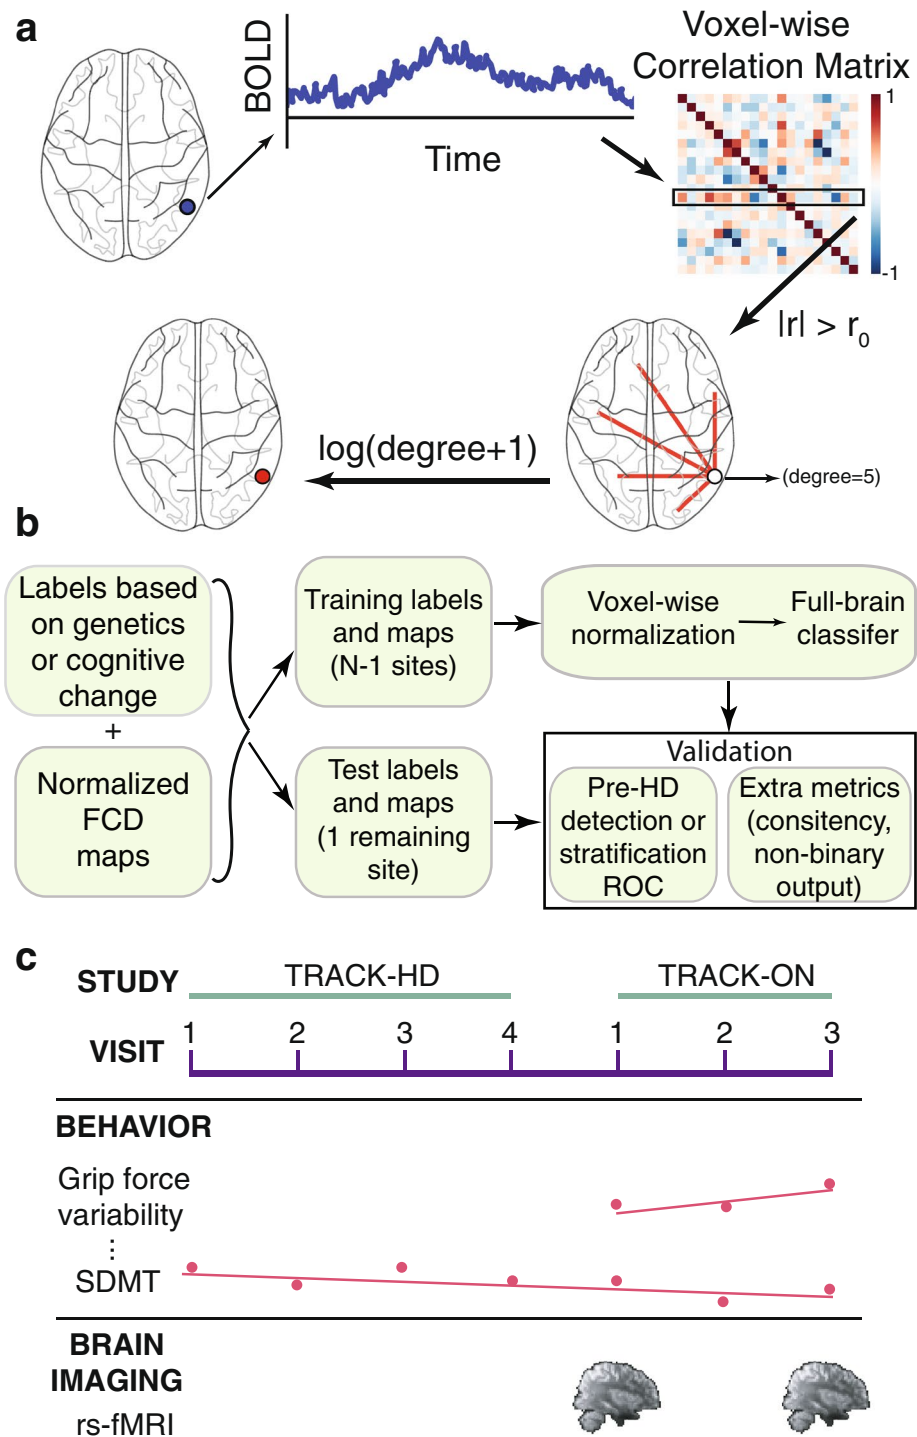 a
BOLD
Time
Voxel-wise
Correlation Matrix
1
-1
|r| > r0
log(degree+1)
(degree=5)
b
Labels based
on genetics
or cognitive
change
+
Normalized
FCD
maps
Training labels
and maps
(N-1 sites)
Test labels
and maps
(1 remaining
site)
Voxel-wise
normalization
Full-brain
classifer
Validation
Pre-HD
detection or
stratification
ROC
Extra metrics
(consitency,
non-binary
output)
c
STUDY
TRACK-HD
TRACK-ON
VISIT
1 2 3 4 1 2 3
BEHAVIOR
Grip force
variability
⋮
SDMT
BRAIN
IMAGING
rs-fMRI